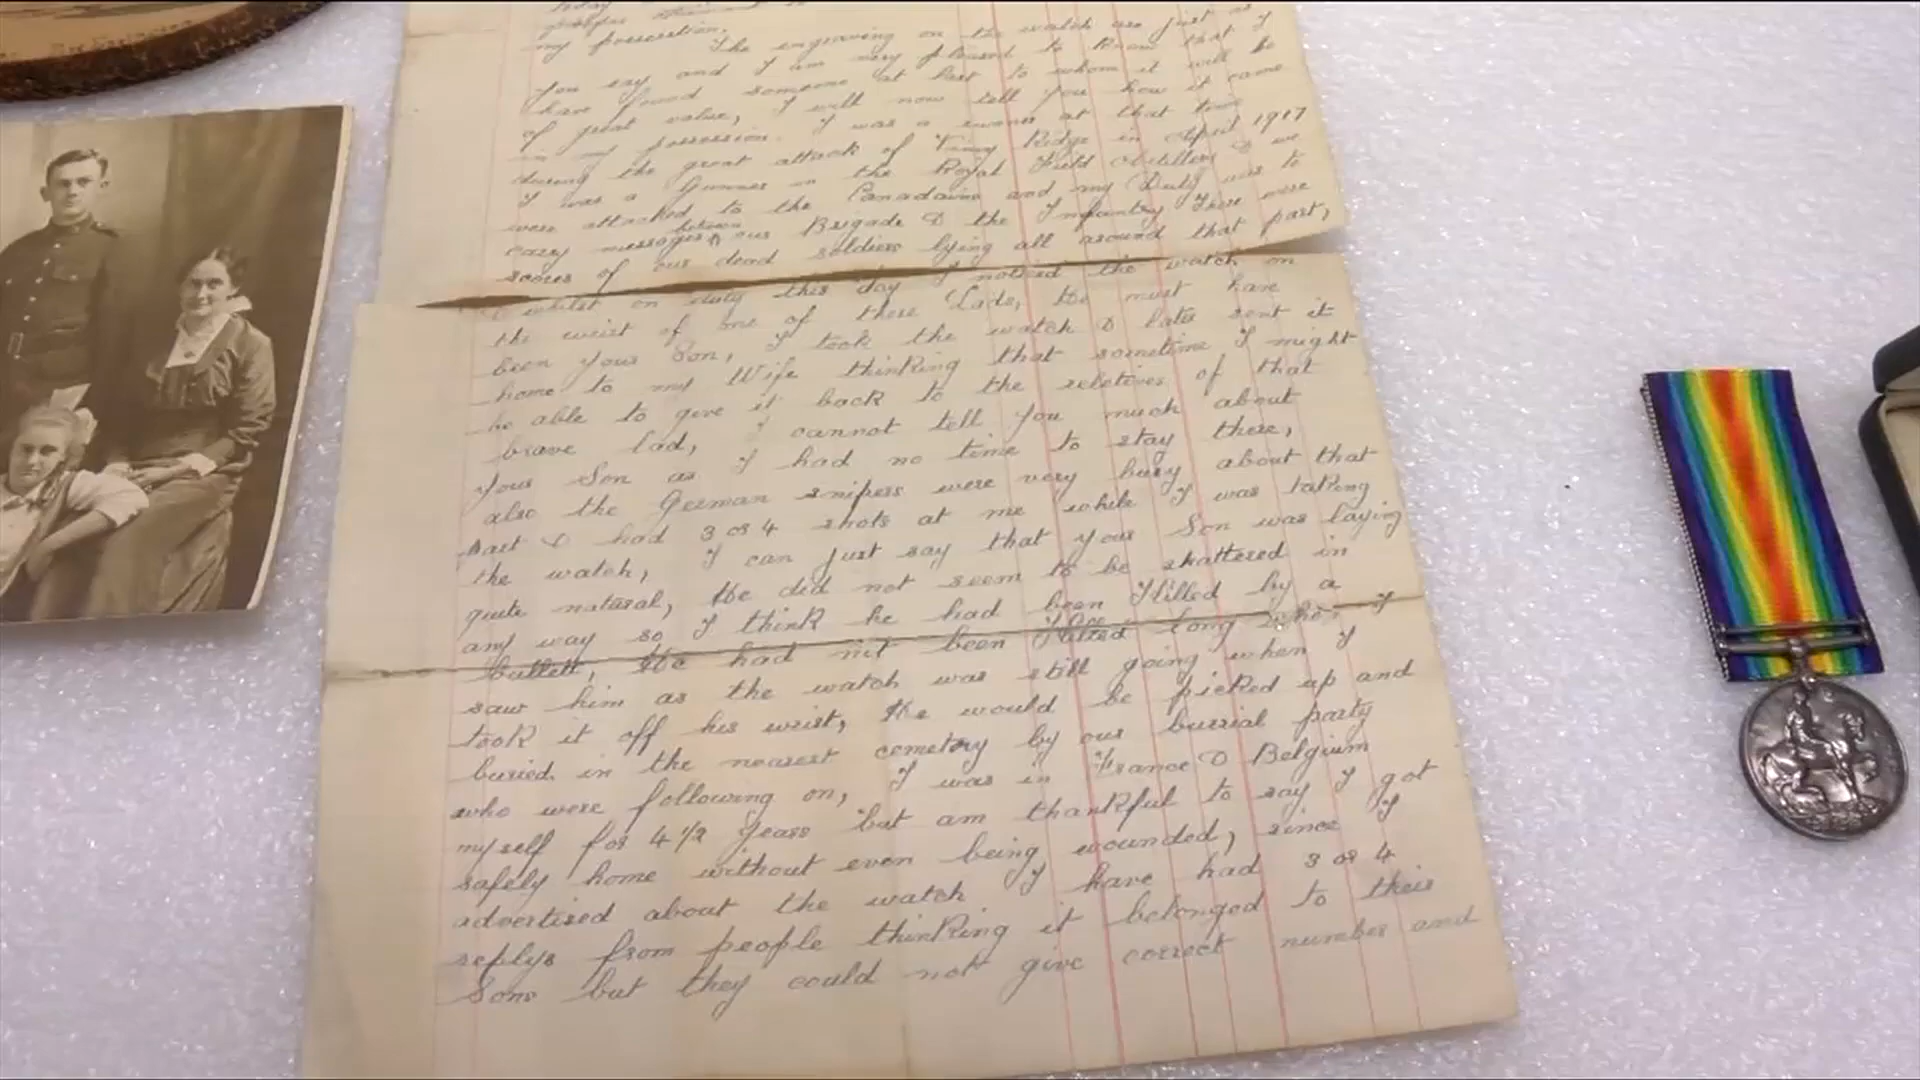 my possession. The engraving on the watch are just as
you say and I am very pleased to know that I
have found someone at last to whom it will be
of great value, I will now tell you how it came
in my possession. I was a at that time
during the great attack of Vimy Ridge in April 1917
I was a Gunner in the Royal Field Artillery & we
were attached to the Canadains and my Duty was to
carry messages between our Brigade & the Infantry There were
scores of our dead soldiers lying all around that part,
& whilst on duty this day I noticed the watch on
the wrist of one of these Lads, He must have
been your Son, I took the watch & later sent it
home to my Wife thinking that sometime I might
be able to give it back to the reletives of that
brave lad, I cannot tell you much about
your Son as I had no time to stay there,
also the German snipers were very busy about that
part & had 3 or 4 shots at me while I was taking
the watch, I can just say that your Son was laying
quite natural, He did not seem to be shattered in
any way so I think he had been Killed by a
bullett, He had not been Killed long when I
saw him as the watch was still going when I
took it off his wrist, He would be picked up and
buried in the nearest cemetry by our burrial party
who were following on, I was in France & Belgium
myself for 4 1/2 years but am thankful to say I got
safely home without even being wounded, since I
advertised about the watch I have had 3 or 4
replys from people thinking it belonged to their
Sons but they could not give correct number and